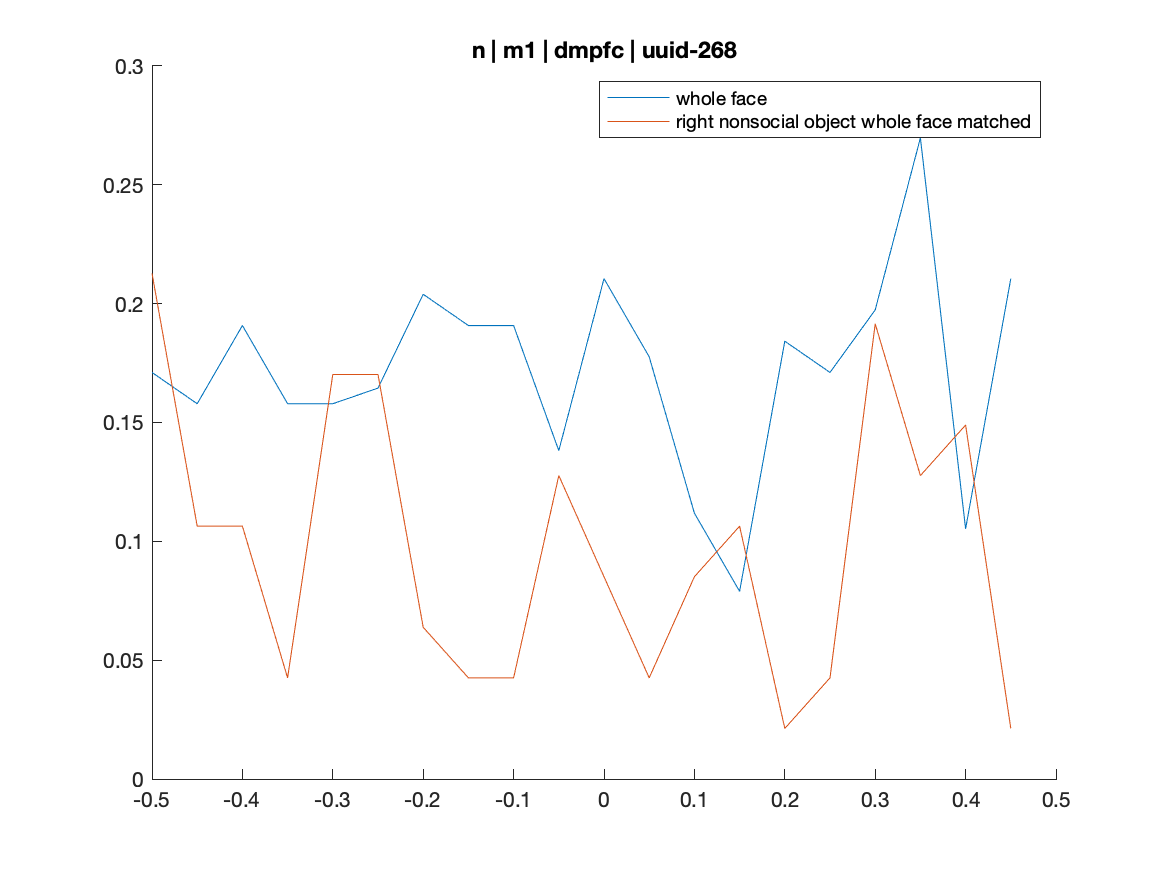 n | m1 | dmpfc | uuid-268
whole face
right nonsocial object whole face matched
0.3
0.25
0.2
0.15
0.1
0.05
0
-0.5 -0.4 -0.3 -0.2 -0.1 0 0.1 0.2 0.3 0.4 0.5